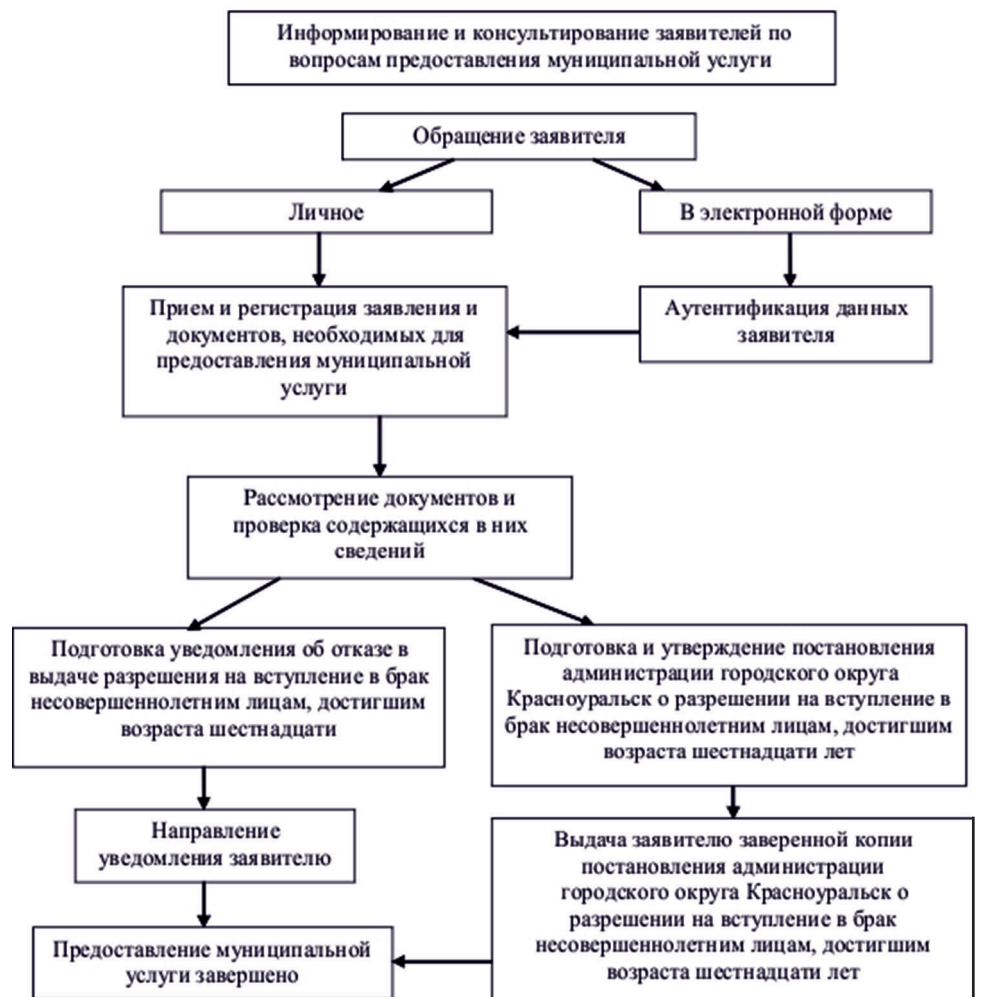 Информирование и консультирование заявителей по
вопросам предоставления муниципальной услуги
Обращение заявителя
Личное
В электронной форме
Прием и регистрация заявления и
документов, необходимых для
предоставления муниципальной
услуги
Аутентификация данных
заявителя
Рассмотрение документов и
проверка содержащихся в них
сведений
Подготовка уведомления об отказе в
выдаче разрешения на вступление в брак
несовершеннолетним лицам, достигшим
возраста шестнадцати
Подготовка и утверждение постановления
администрации городского округа
Красноуральск о разрешении на вступление в
брак несовершеннолетним лицам, достигшим
возраста шестнадцати лет
Направление
уведомления заявителю
Выдача заявителю заверенной копии
постановления администрации
городского округа Красноуральск о
разрешении на вступление в брак
несовершеннолетним лицам, достигшим
возраста шестнадцати лет
Предоставление муниципальной
услуги завершено